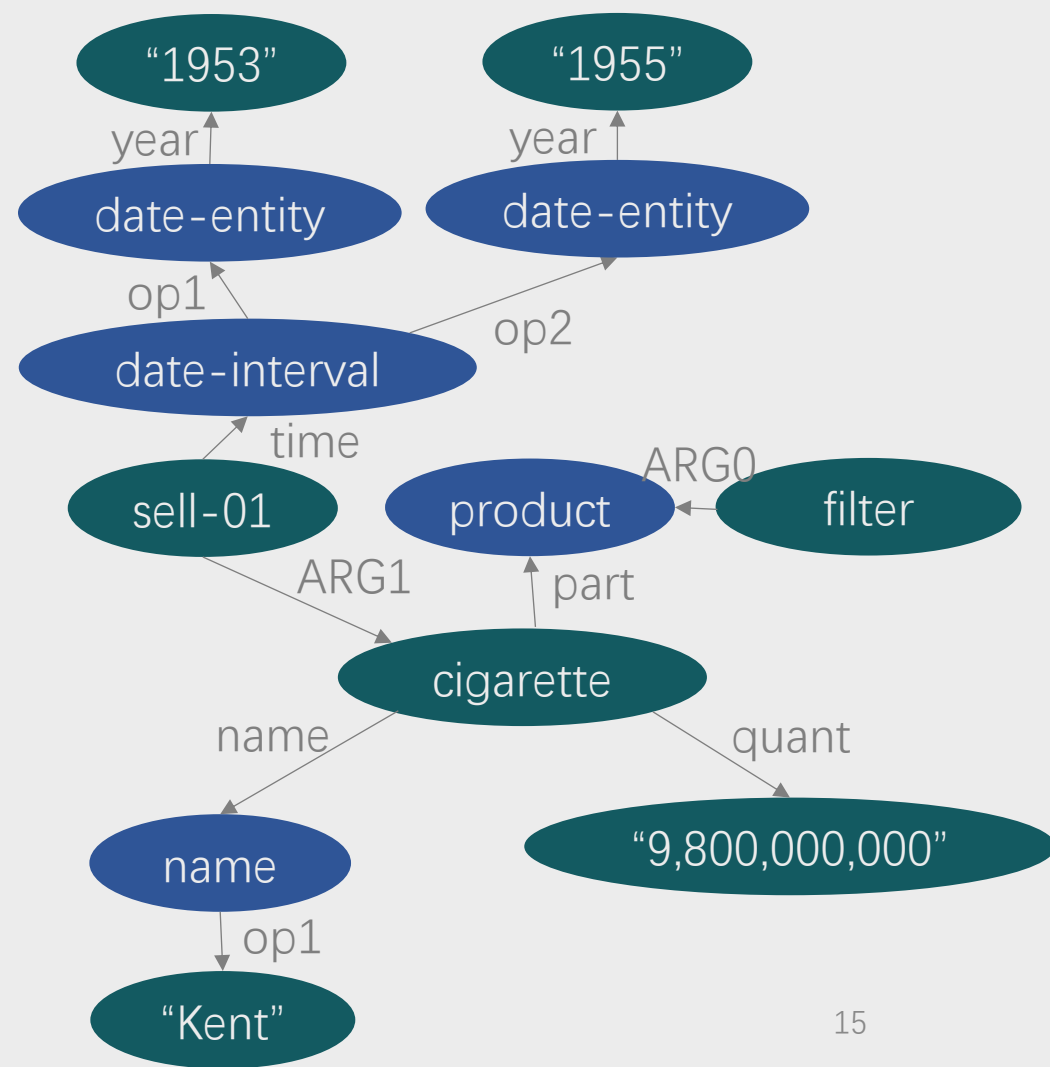 “1953”
“1955”
year
year
date-entity
date-entity
op1
op2
date-interval
time
ARG0
sell-01
product
filter
ARG1
part
cigarette
name
quant
“9,800,000,000”
name
op1
“Kent”
15